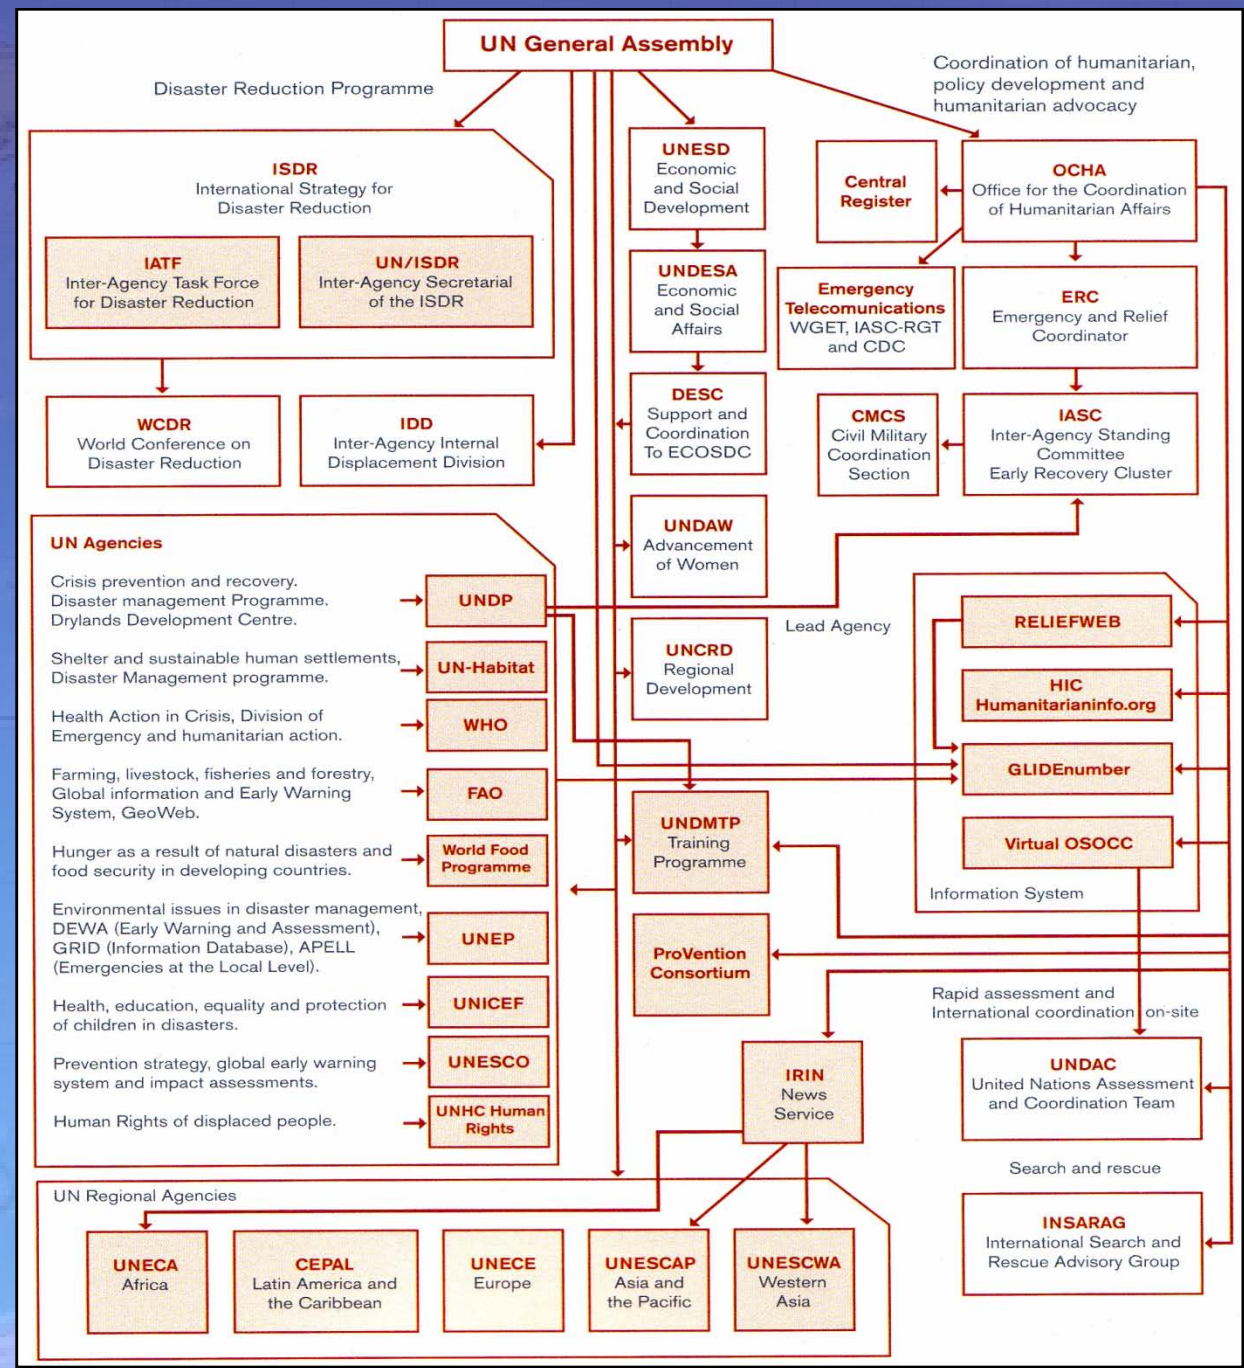 UN General Assembly
Disaster Reduction Programme
Coordination of humanitarian,
policy development and
humanitarian advocacy
ISDR
International Strategy for
Disaster Reduction
IATF
Inter-Agency Task Force
for Disaster Reduction
UN/ISDR
Inter-Agency Secretarial
of the ISDR
UNESD
Economic
and Social
Development
Central
Register
OCHA
Office for the Coordination
of Humanitarian Affairs
UNDESA
Economic
and Social
Affairs
Emergency
Telecomunications
WGET, IASC-RGT
and CDC
ERC
Emergency and Relief
Coordinator
WCDR
World Conference on
Disaster Reduction
IDD
Inter-Agency Internal
Displacement Division
DESC
Support and
Coordination
To ECOSDC
CMCS
Civil Military
Coordination
Section
IASC
Inter-Agency Standing
Committee
Early Recovery Cluster
UNDAW
Advancement
of Women
UN Agencies
Crisis prevention and recovery.
Disaster management Programme.
Drylands Development Centre.
UNDP
Shelter and sustainable human settlements,
Disaster Management programme.
UN-Habitat
Health Action in Crisis, Division of
Emergency and humanitarian action.
WHO
Farming, livestock, fisheries and forestry,
Global information and Early Warning
System, GeoWeb.
FAO
Hunger as a result of natural disasters and
food security in developing countries.
World Food
Programme
Environmental issues in disaster management,
DEWA (Early Warning and Assessment),
GRID (Information Database), APELL
(Emergencies at the Local Level).
UNEP
Health, education, equality and protection
of children in disasters.
UNICEF
Prevention strategy, global early warning
system and impact assessments.
UNESCO
Human Rights of displaced people.
UNHC Human
Rights
Lead Agency
UNCRD
Regional
Development
RELIEFWEB
HIC
Humanitarianinfo.org
GLIDEnumber
Virtual OSOCC
Information System
UNDMTP
Training
Programme
ProVention
Consortium
Rapid assessment and
International coordination on-site
IRIN
News
Service
UNDAC
United Nations Assessment
and Coordination Team
Search and rescue
INSARAG
International Search and
Rescue Advisory Group
UN Regional Agencies
UNECA
Africa
CEPAL
Latin America and
the Caribbean
UNECE
Europe
UNESCAP
Asia and
the Pacific
UNESCWA
Western
Asia